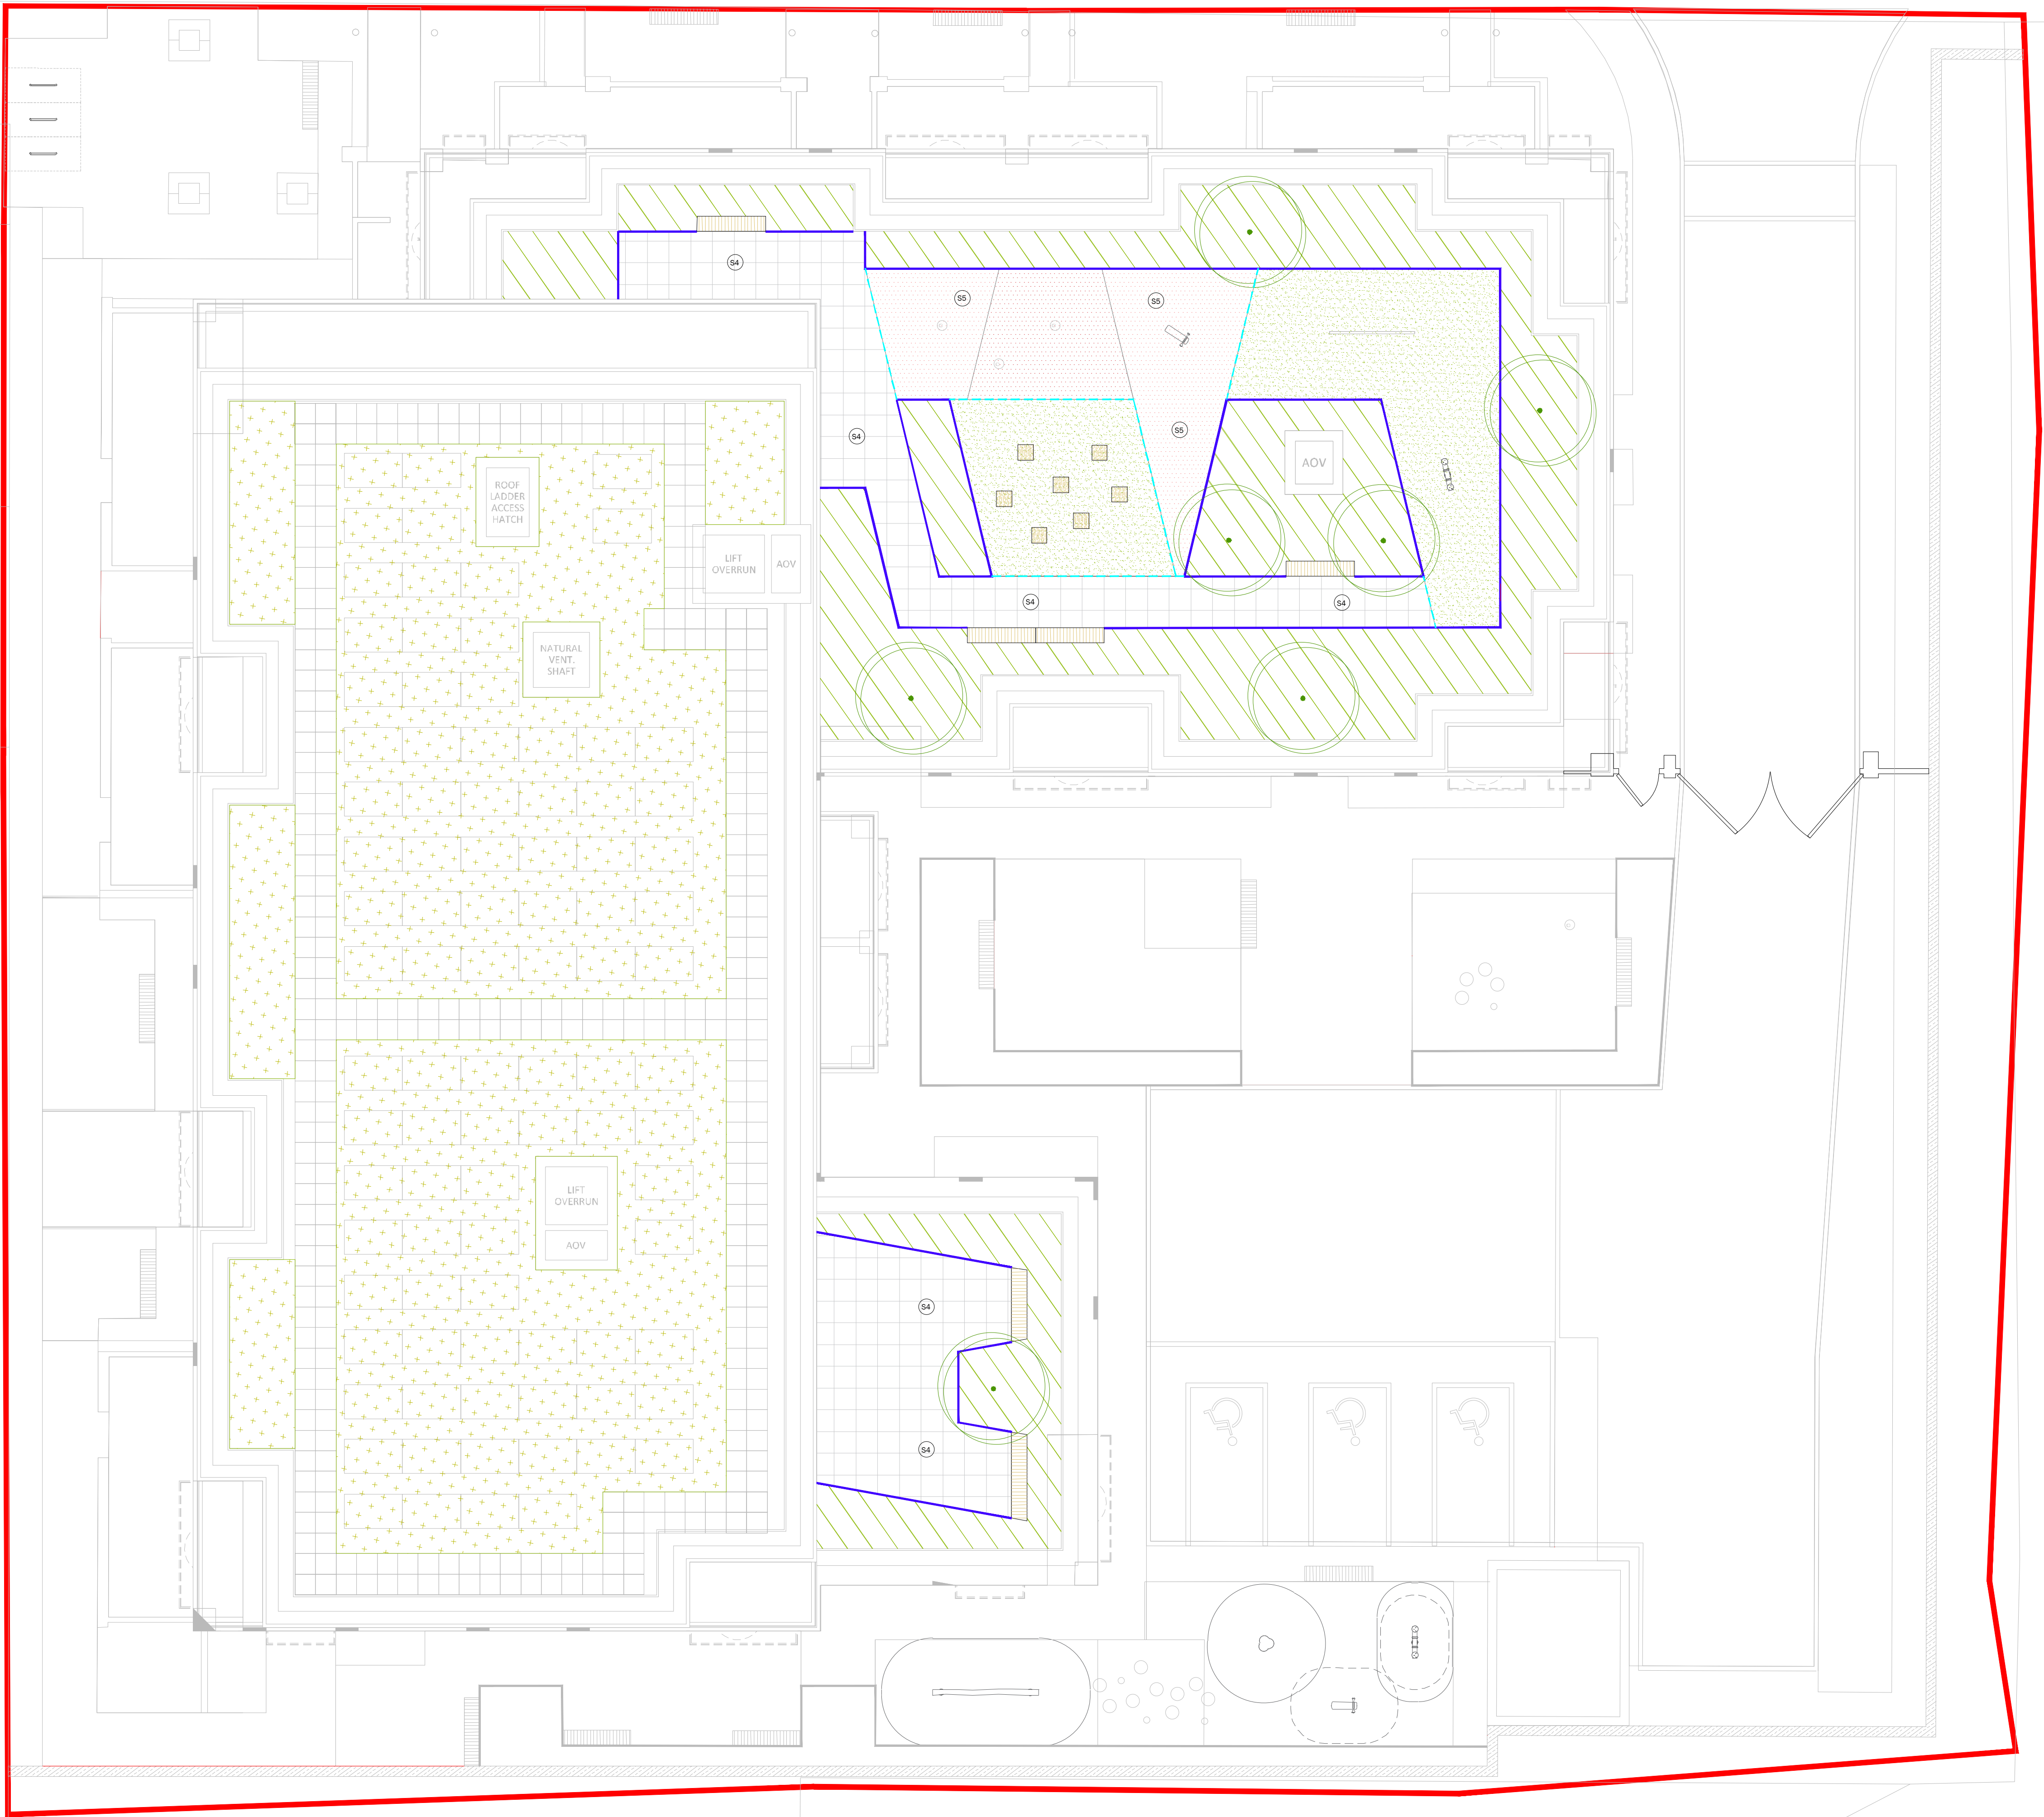 S4
S5
S5
AOV
S4
S5
ROOF
LADDER
ACCESS
HATCH
LIFT
OVERRUN
AOV
S4
S4
NATURAL
VENT.
SHAFT
LIFT
OVERRUN
AOV
S4
S4